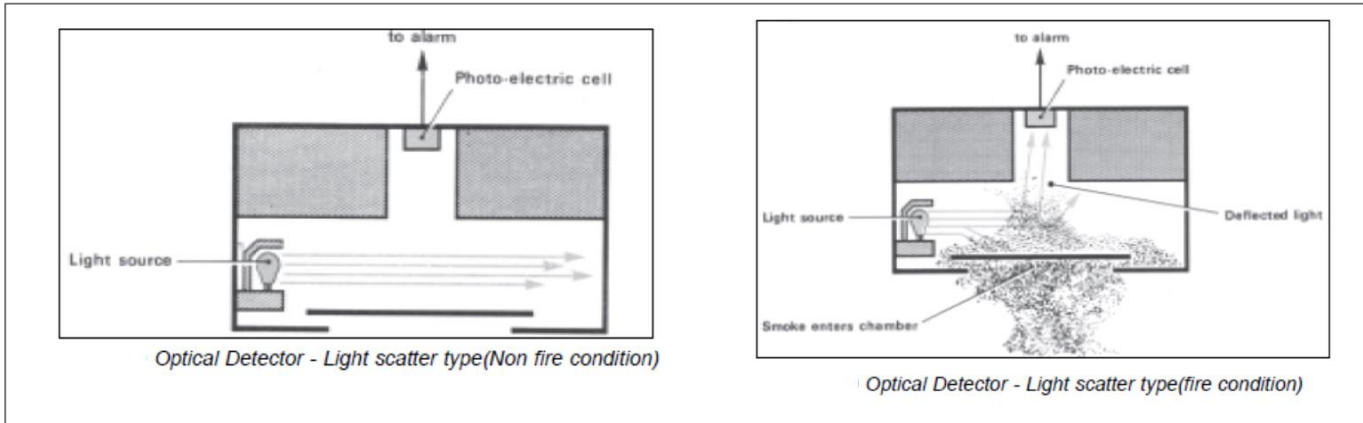 to alarm
Photo-electric cell
Light source
Optical Detector - Light scatter type(Non fire condition)
to alarm
Photo-electric cell
Light source
Deflected light
Smoke enters chamber
Optical Detector - Light scatter type(fire condition)